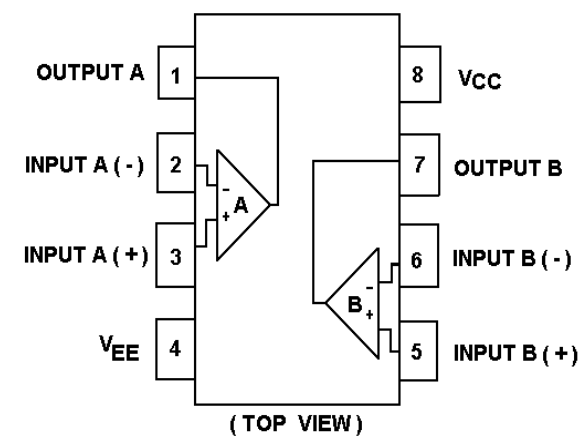 OUTPUT A 1
INPUT A ( - ) 2
INPUT A ( + ) 3
VEE 4
- A
+
8 VCC
7 OUTPUT B
6 INPUT B ( - )
5 INPUT B ( + )
-
B +
( TOP VIEW )